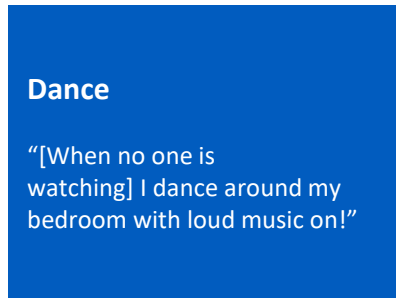 Dance
“[When no one is
watching] I dance around my
bedroom with loud music on!”